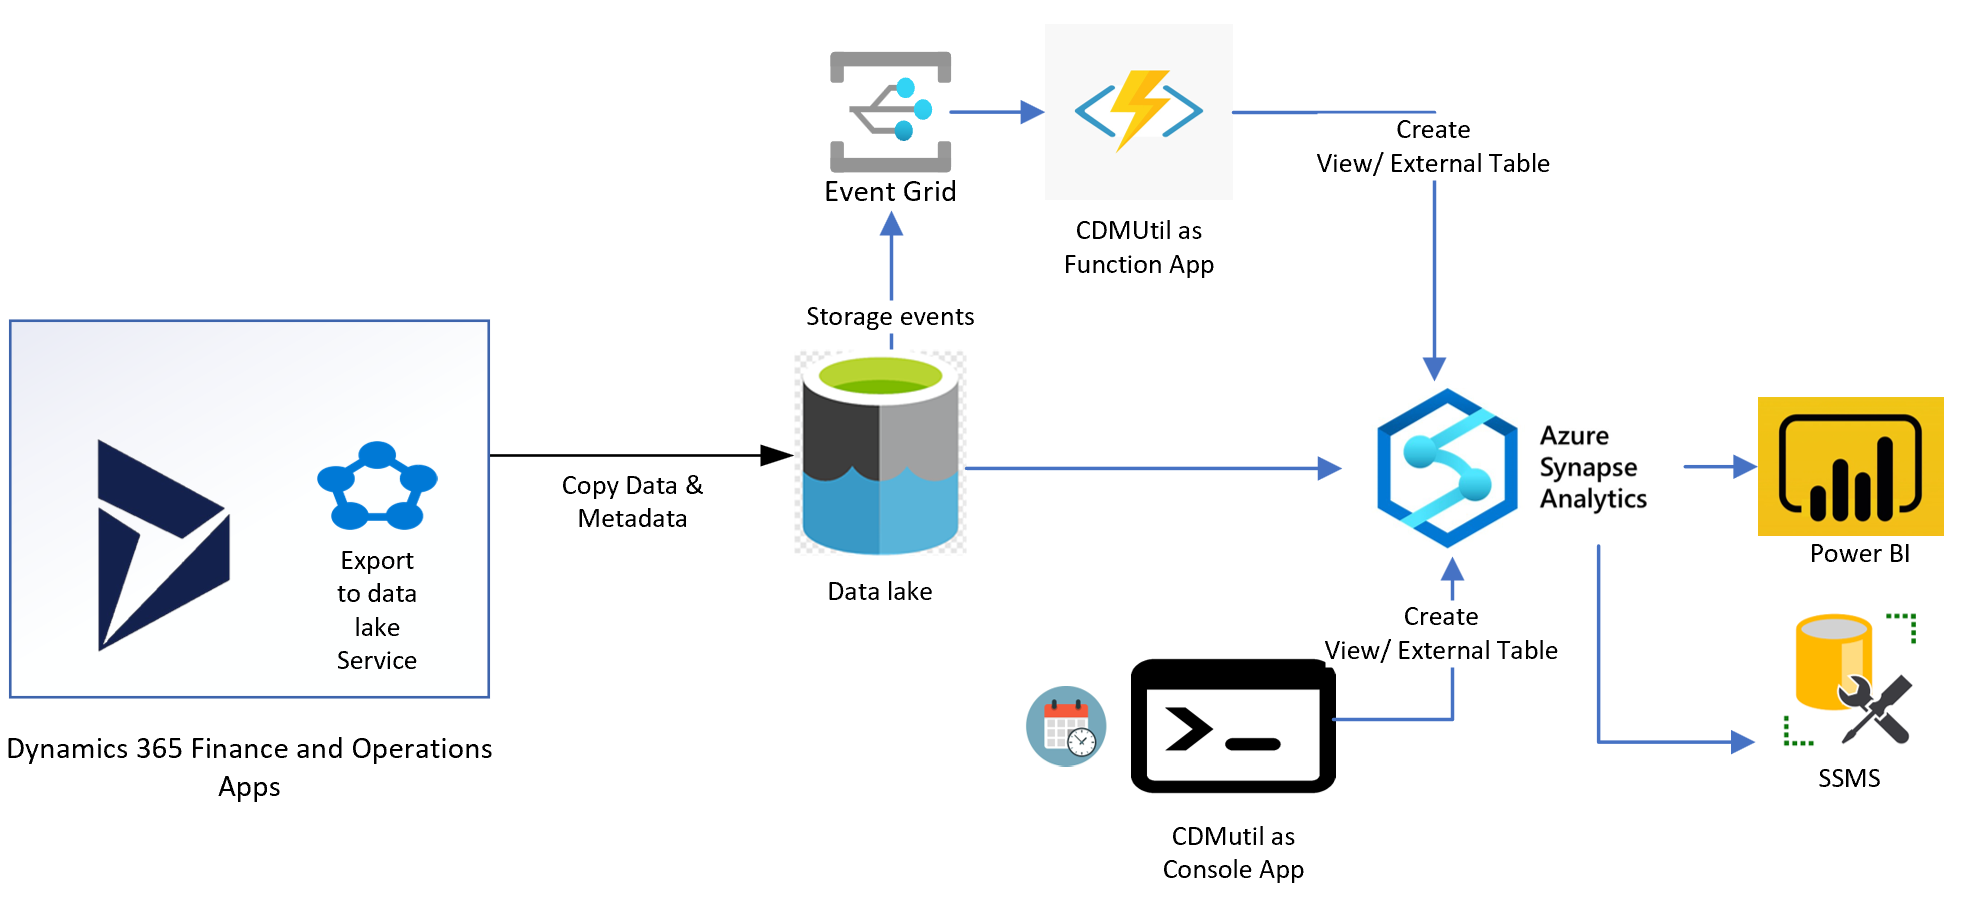 Event Grid
CDMUtil as
Function App
Create
View/ External Table
Storage events
Export
to data
lake
Service
Dynamics 365 Finance and Operations
Apps
Copy Data &
Metadata
Data lake
Azure
Synapse
Analytics
Power BI
Create
View/ External Table
SSMS
CDMutil as
Console App